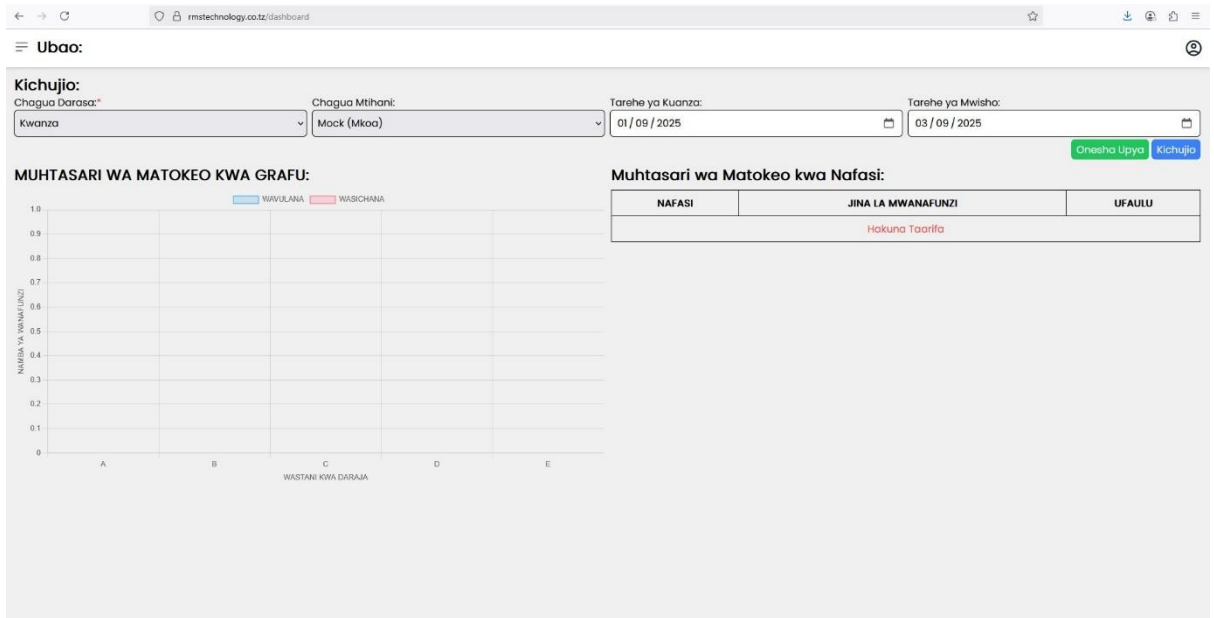 rmstechnology.co.tz/dashboard
Ubao:
Kichujio:
Chagua Darasa:* Chagua Mtihani: Tarehe ya Kuanza: Tarehe ya Mwisho:
Kwanza Mock (Mkoa) 01 / 09 / 2025 03 / 09 / 2025
Onesha Upya Kichujio
MUHTASARI WA MATOKEO KWA GRAFU:
WAVULANA WASICHANA
1.0
0.9
0.8
0.7
0.6
0.5
0.4
0.3
0.2
0.1
0
NAMBA YA WANAFUNZI
A B C D E
WASTANI KWA DARAJA
Muhtasari wa Matokeo kwa Nafasi:
NAFASI JINA LA MWANAFUNZI UFAULU
Hakuna Taarifa